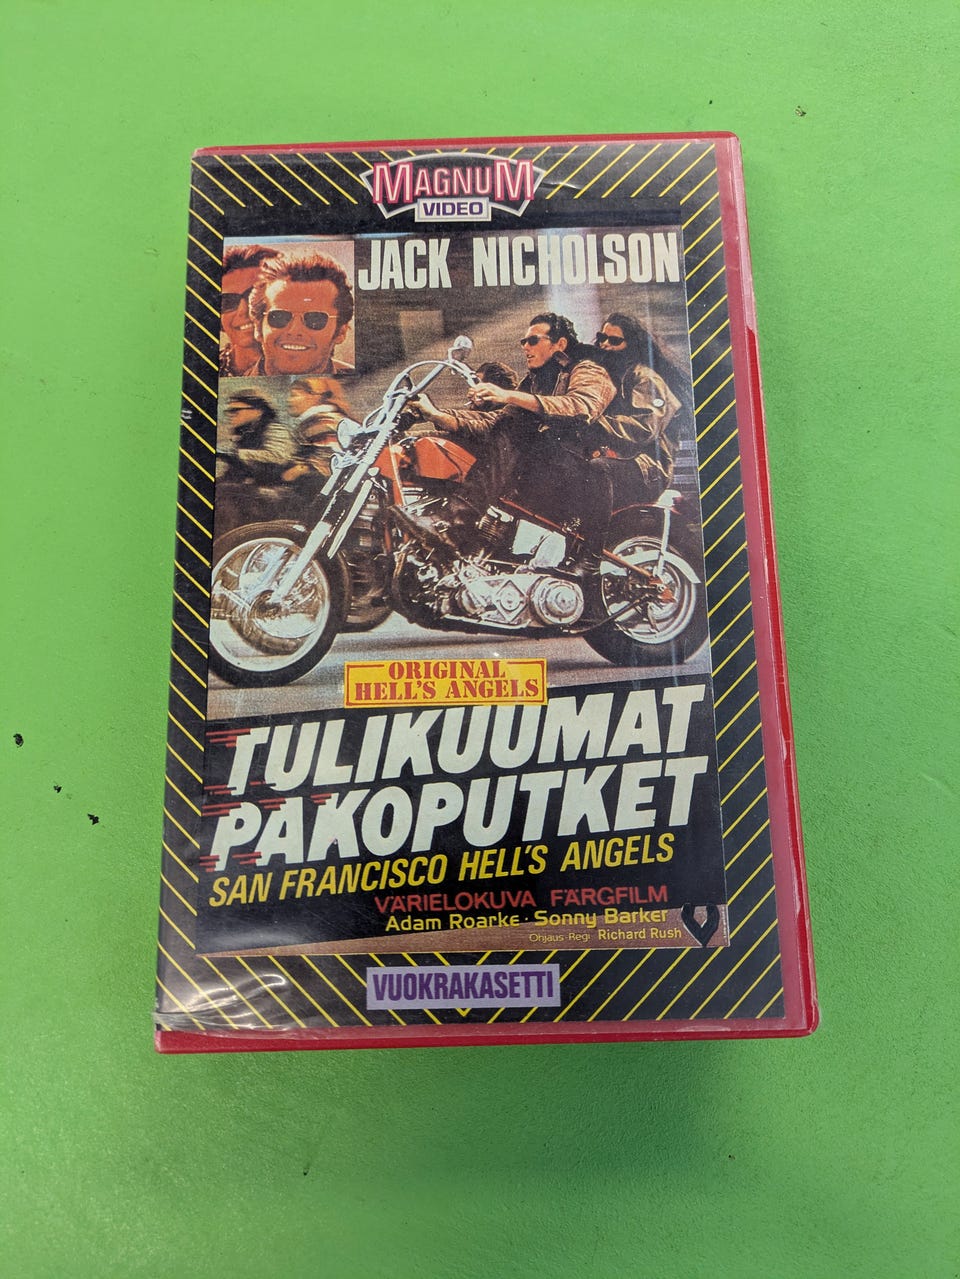 MAGNUM
VIDEO
JACK NICHOLSON
ORIGINAL
HELL'S ANGELS
TULIKUUMAT
PAKOPUTKET
SAN FRANCISCO HELL'S ANGELS
VÄRIELOKUVA FÄRGFILM
Adam Roarke · Sonny Barker
Ohjaus-Regi Richard Rush
VUOKRAKASETTI